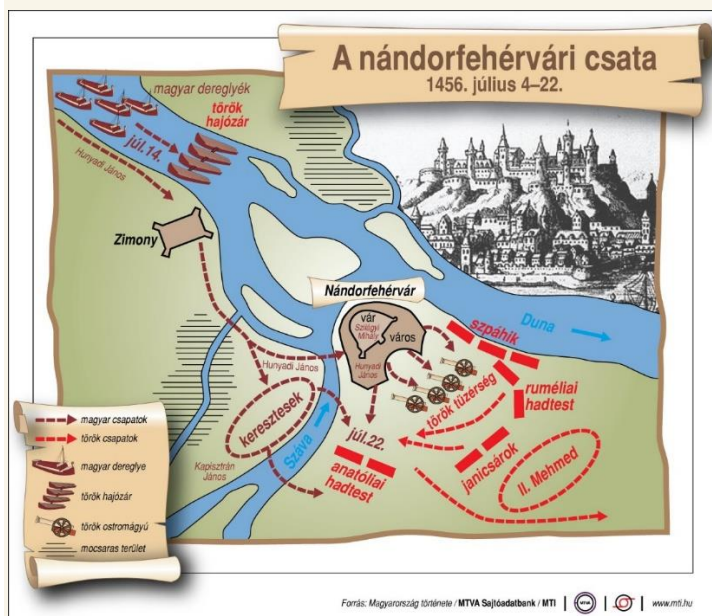 A nándorfehérvári csata
1456. július 4–22.
magyar dereglyék
török
hajózár
júl.14.
Hunyadi János
Zimony
Nándorfehérvár
vár
Szilágyi
Mihály
város
Hunyadi
János
Hunyadi János
szpáhik
Duna
török tüzérség
ruméliai
hadtest
keresztesek
Kapisztrán
János
Száva
júl.22.
anatóliai
hadtest
janicsárok
II. Mehmed
magyar csapatok
török csapatok
magyar dereglye
török hajózár
török ostromágyú
mocsaras terület
Forrás: Magyarország története / MTVA Sajtóadatbank / MTI
www.mti.hu